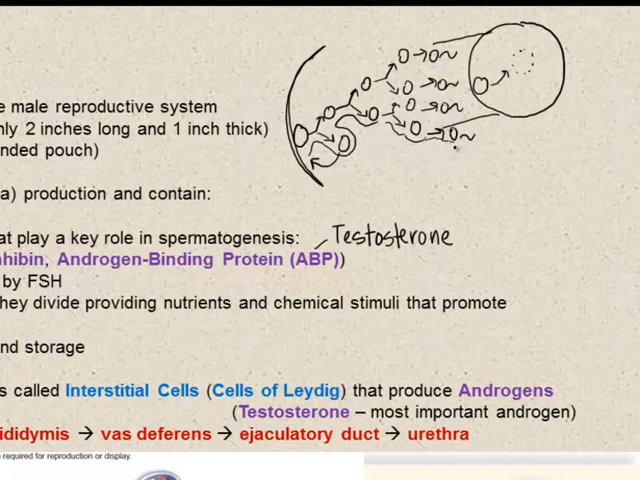 e male reproductive system
nly 2 inches long and 1 inch thick)
nded pouch)
a) production and contain:
at play a key role in spermatogenesis: Testosterone
nhibin, Androgen-Binding Protein (ABP))
by FSH
hey divide providing nutrients and chemical stimuli that promote
nd storage
s called Interstitial Cells (Cells of Leydig) that produce Androgens
(Testosterone – most important androgen)
ididymis → vas deferens → ejaculatory duct → urethra
n required for reproduction or display.